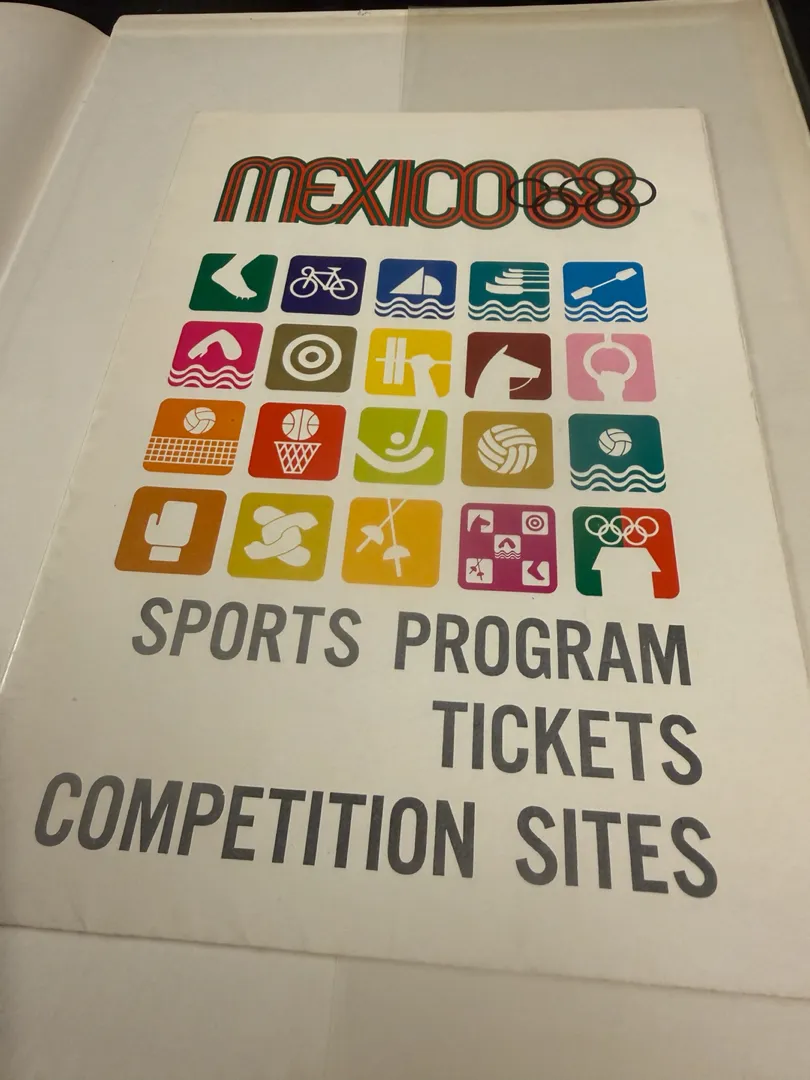 MEXICO68
SPORTS PROGRAM
TICKETS
COMPETITION SITES